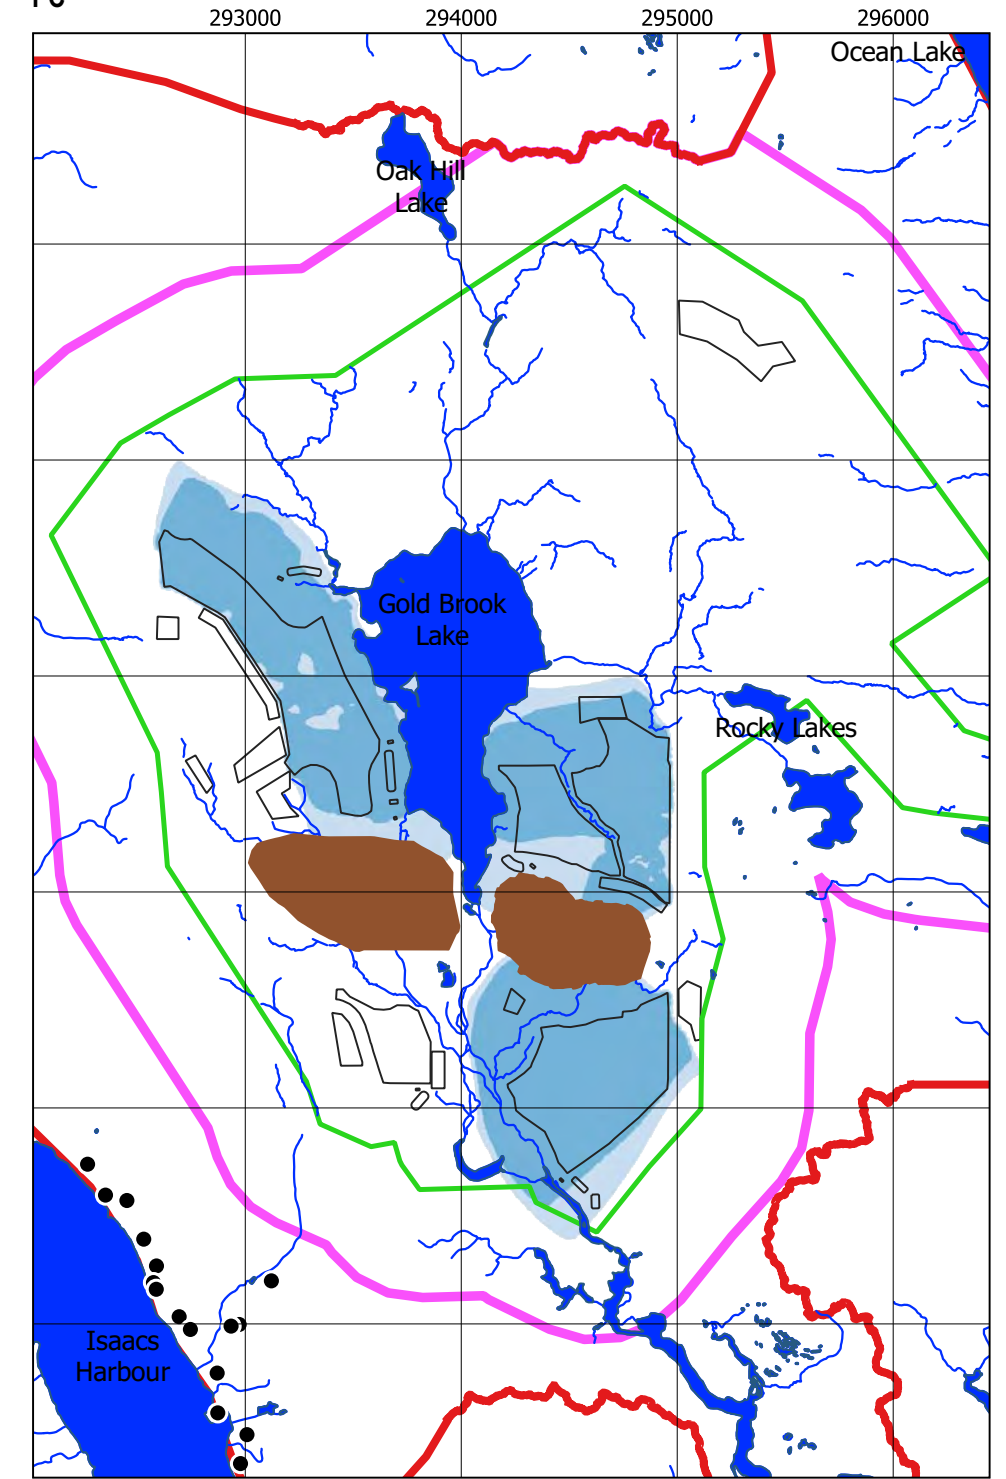 293000 294000 295000 296000
Ocean Lake
Oak Hill
Lake
Gold Brook
Lake
Rocky Lakes
Isaacs
Harbour